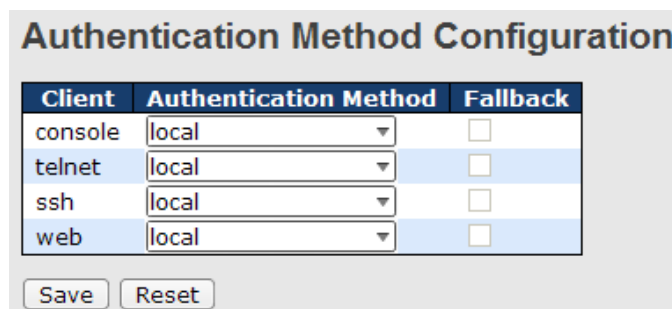 Authentication Method Configuration
Client Authentication Method Fallback
console local
telnet local
ssh local
web local
Save Reset